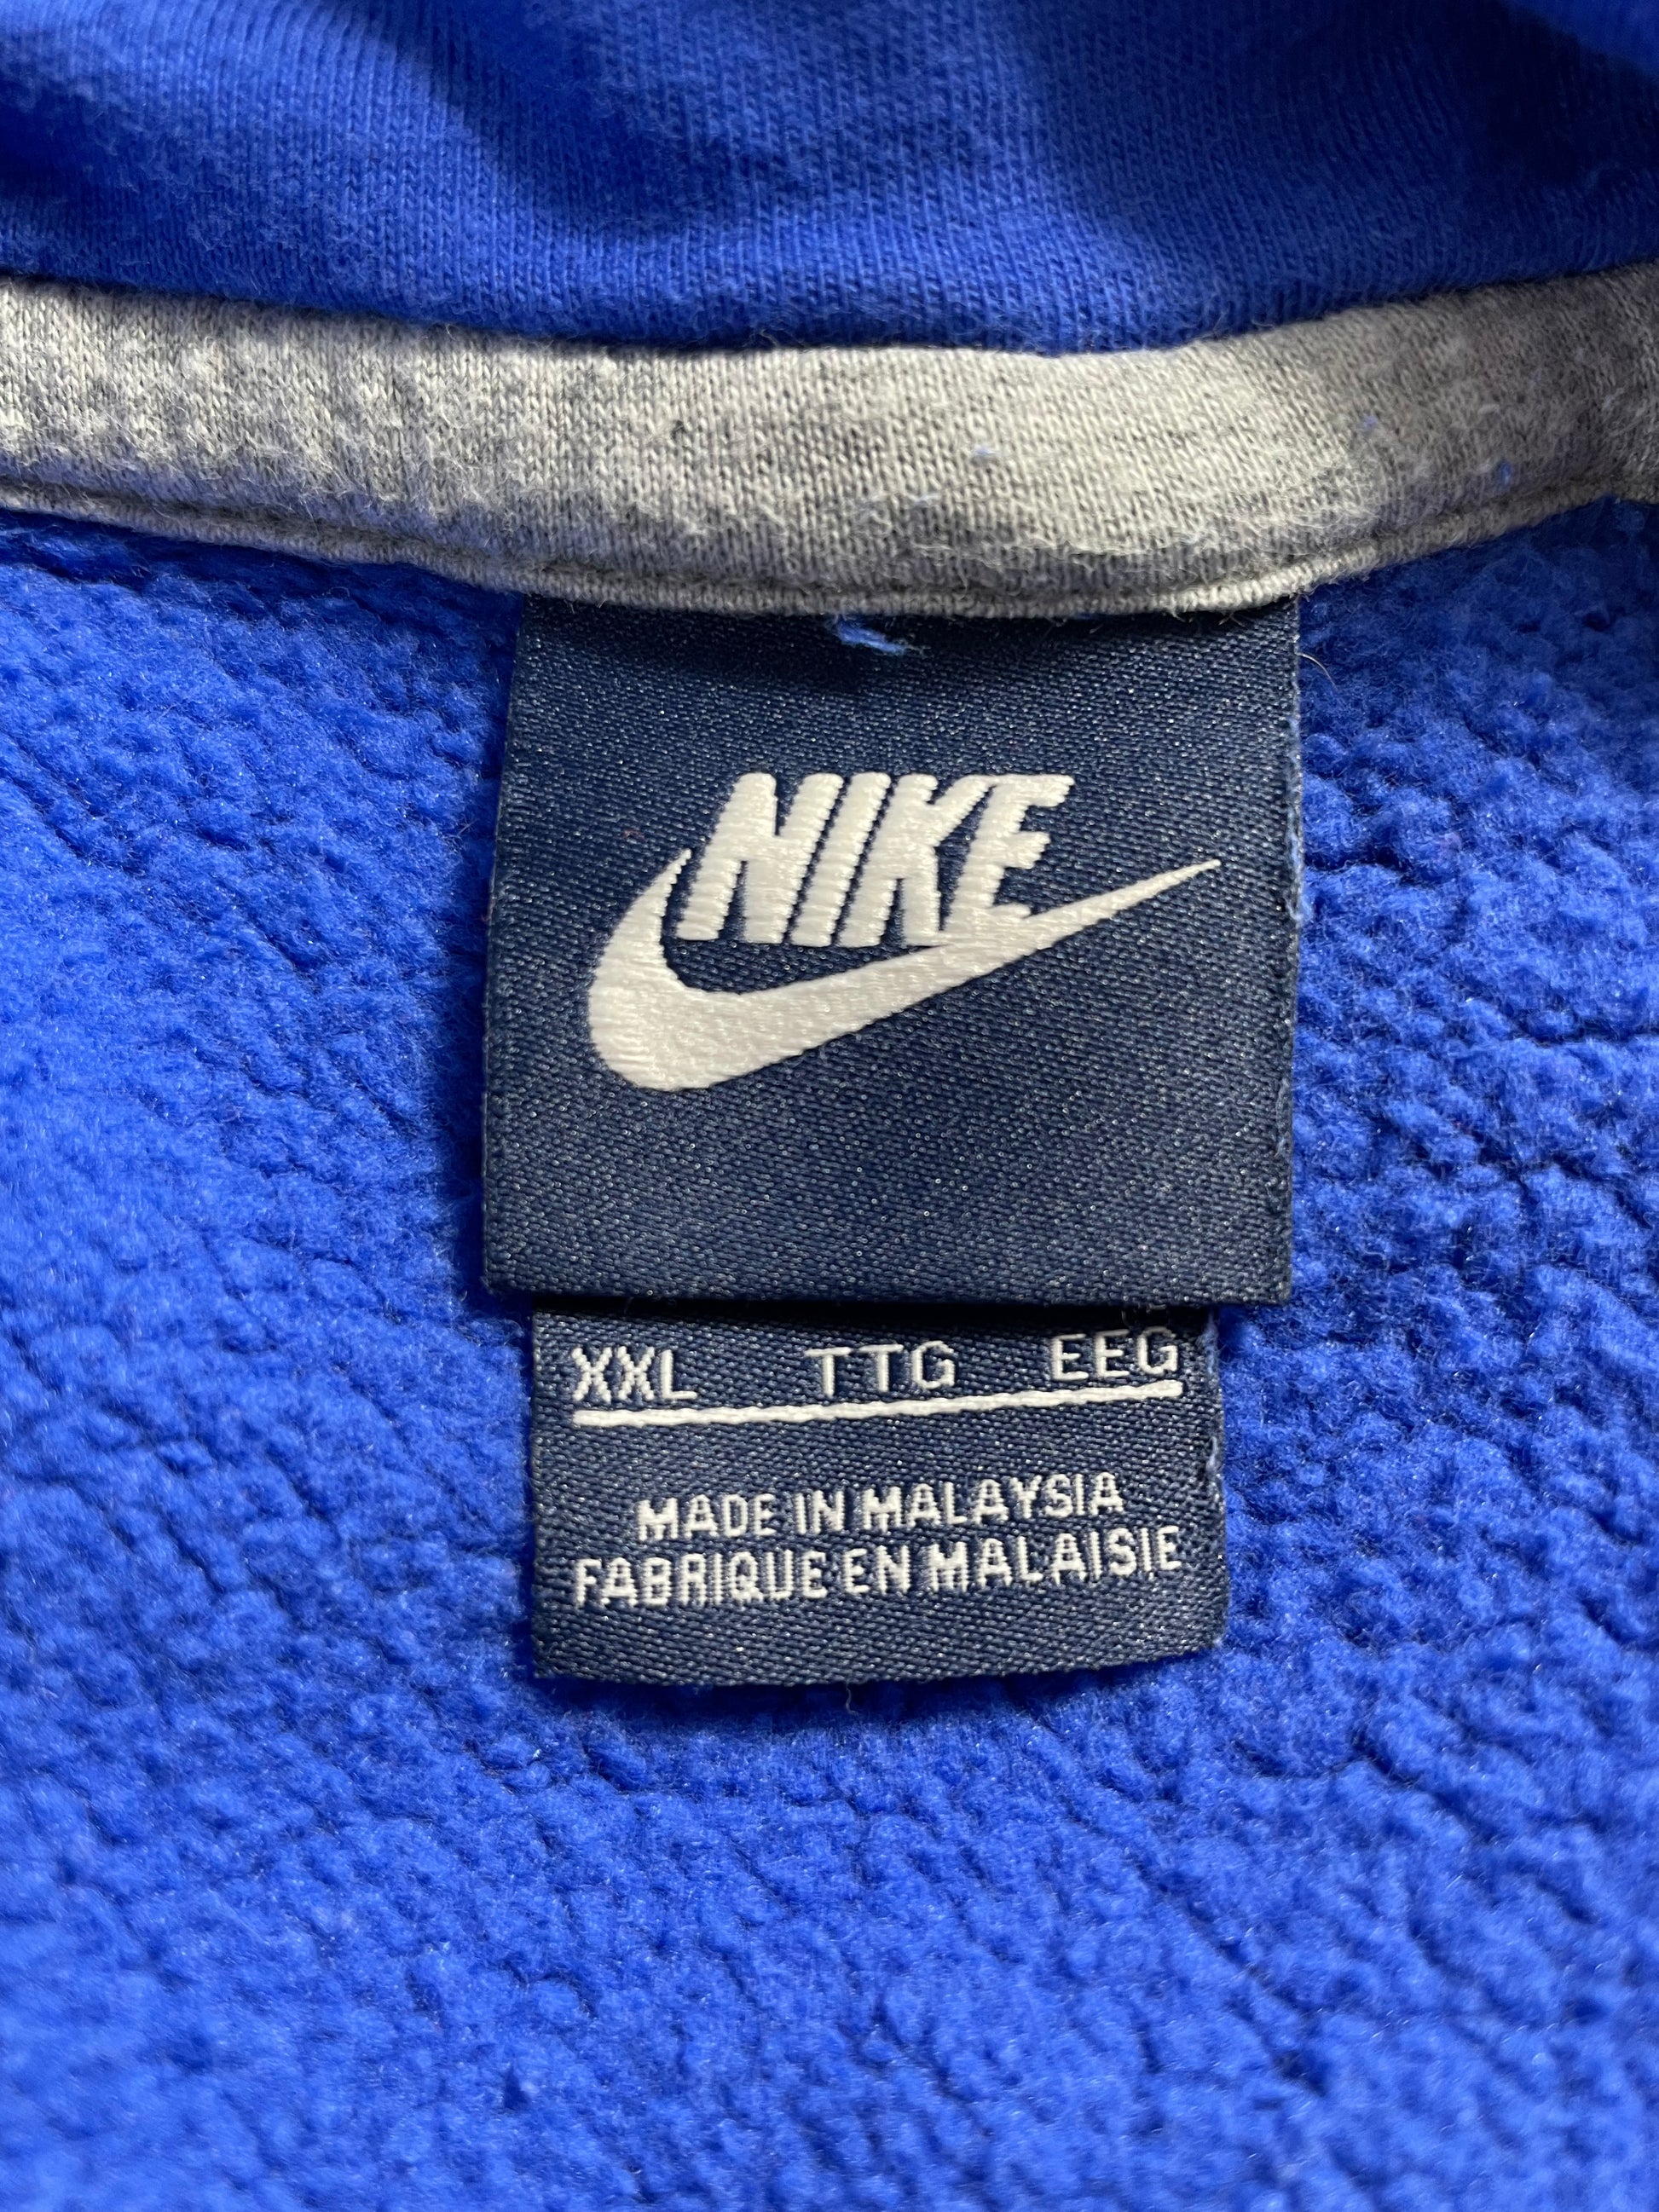 NIKE
XXL TTG EEG
MADE IN MALAYSIA
FABRIQUE EN MALAISIE